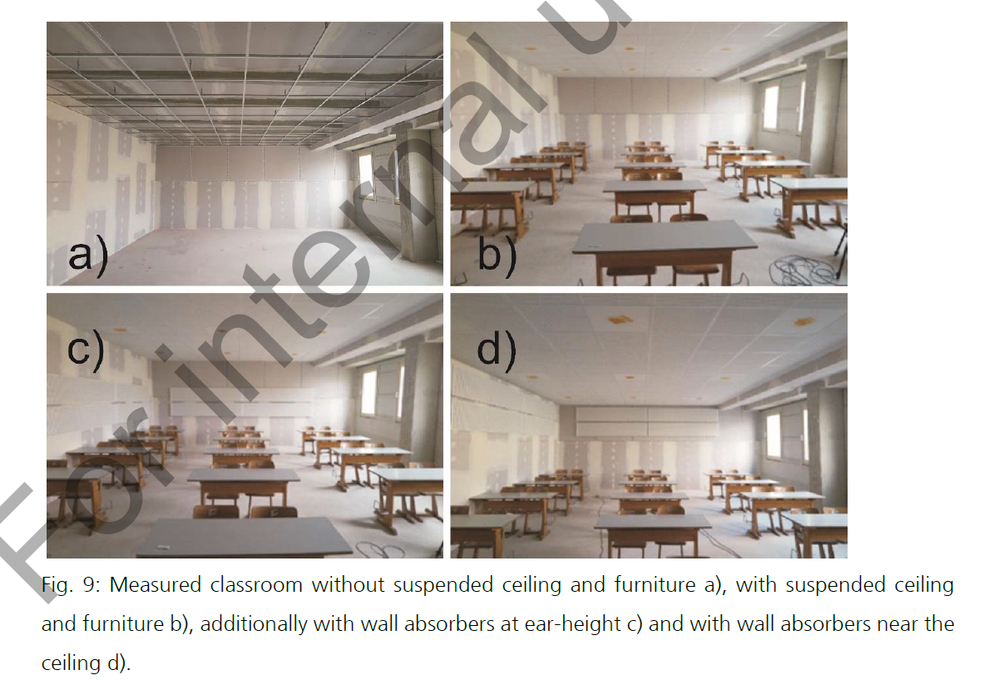 a)
b)
c)
d)
For internal u
Fig. 9: Measured classroom without suspended ceiling and furniture a), with suspended ceiling
and furniture b), additionally with wall absorbers at ear-height c) and with wall absorbers near the
ceiling d).